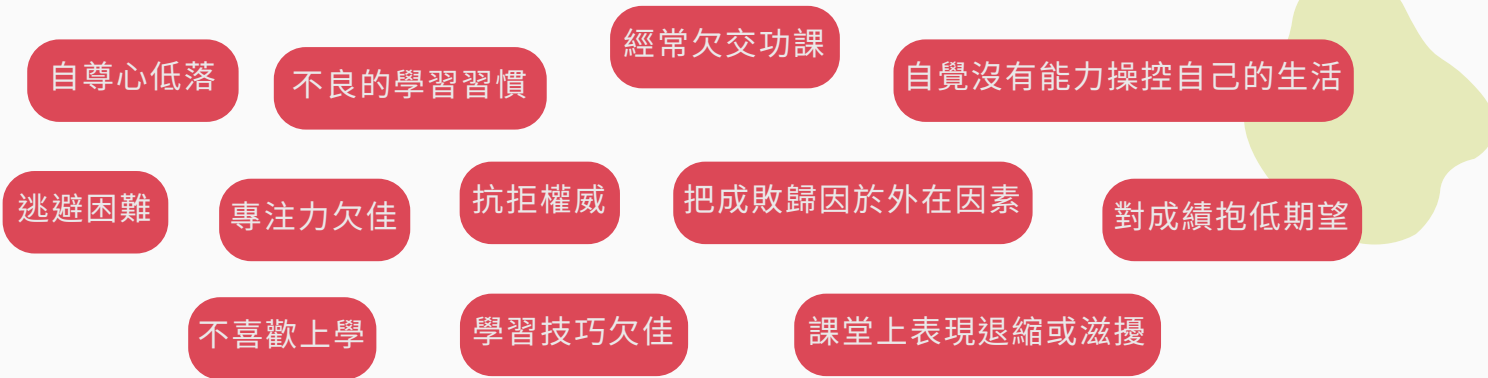 自尊心低落
不良的學習習慣
經常欠交功課
自覺沒有能力操控自己的生活
逃避困難
專注力欠佳
抗拒權威
把成敗歸因於外在因素
對成績抱低期望
不喜歡上學
學習技巧欠佳
課堂上表現退縮或滋擾